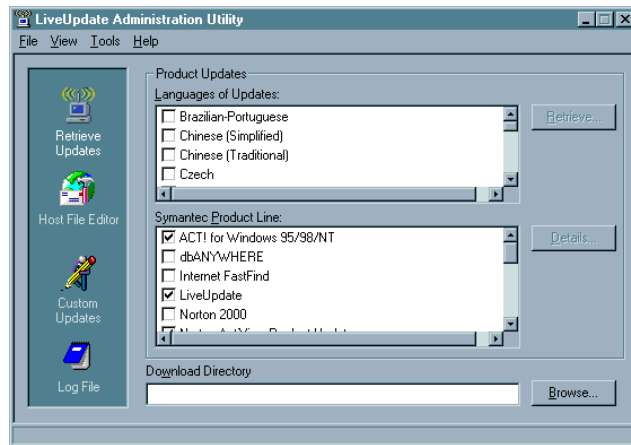 LiveUpdate Administration Utility
File View Tools Help
Retrieve
Updates
Host File Editor
Custom
Updates
Log File
Product Updates
Languages of Updates:
Brazilian-Portuguese
Chinese (Simplified)
Chinese (Traditional)
Czech
Retrieve...
Symantec Product Line:
ACT! for Windows 95/98/NT
dbANYWHERE
Internet FastFind
LiveUpdate
Norton 2000
Details...
Download Directory
Browse...